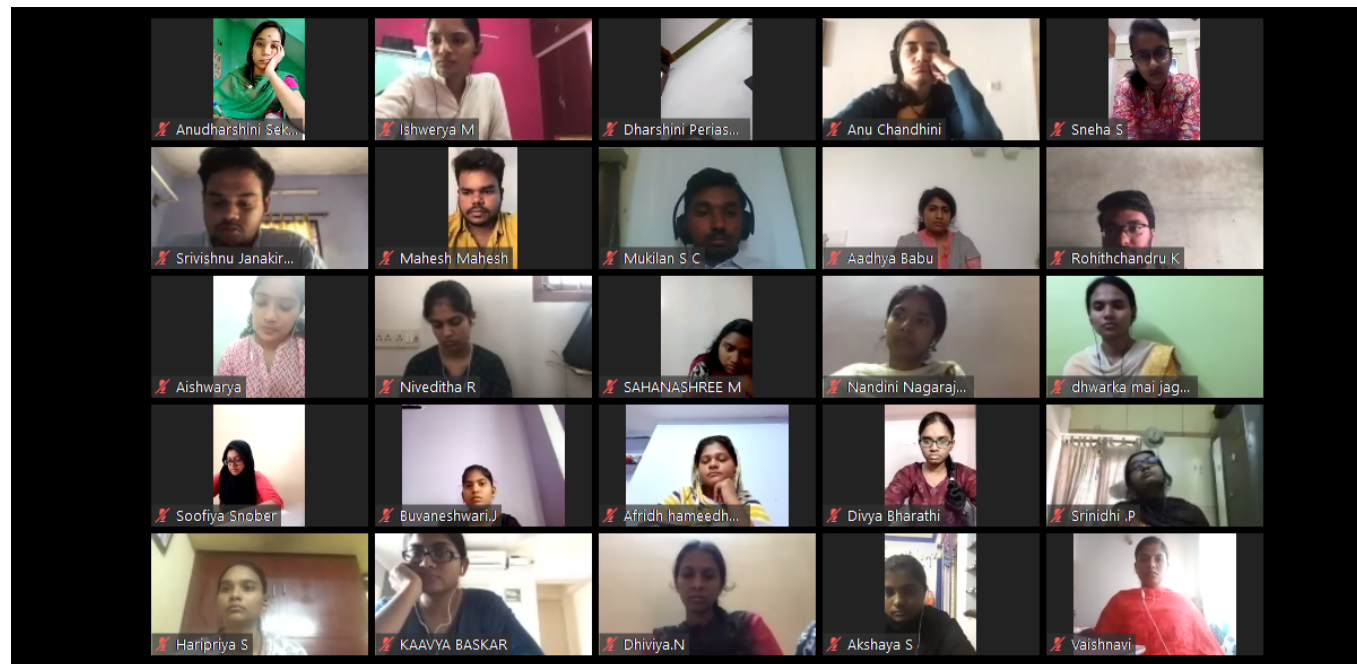 Anudharshini Sek...
Ishwerya M
Dharshini Perias...
Anu Chandhini
Sneha S
Srivishnu Janakir...
Mahesh Mahesh
Mukilan S C
Aadhya Babu
Rohithchandru K
Aishwarya
Niveditha R
SAHANASHREE M
Nandini Nagaraj...
dhwarka mai jag...
Soofiya Snober
Buvaneshwari.J
Afridh hameedh...
Divya Bharathi
Srinidhi .P
Haripriya S
KAAVYA BASKAR
Dhiviya.N
Akshaya S
Vaishnavi